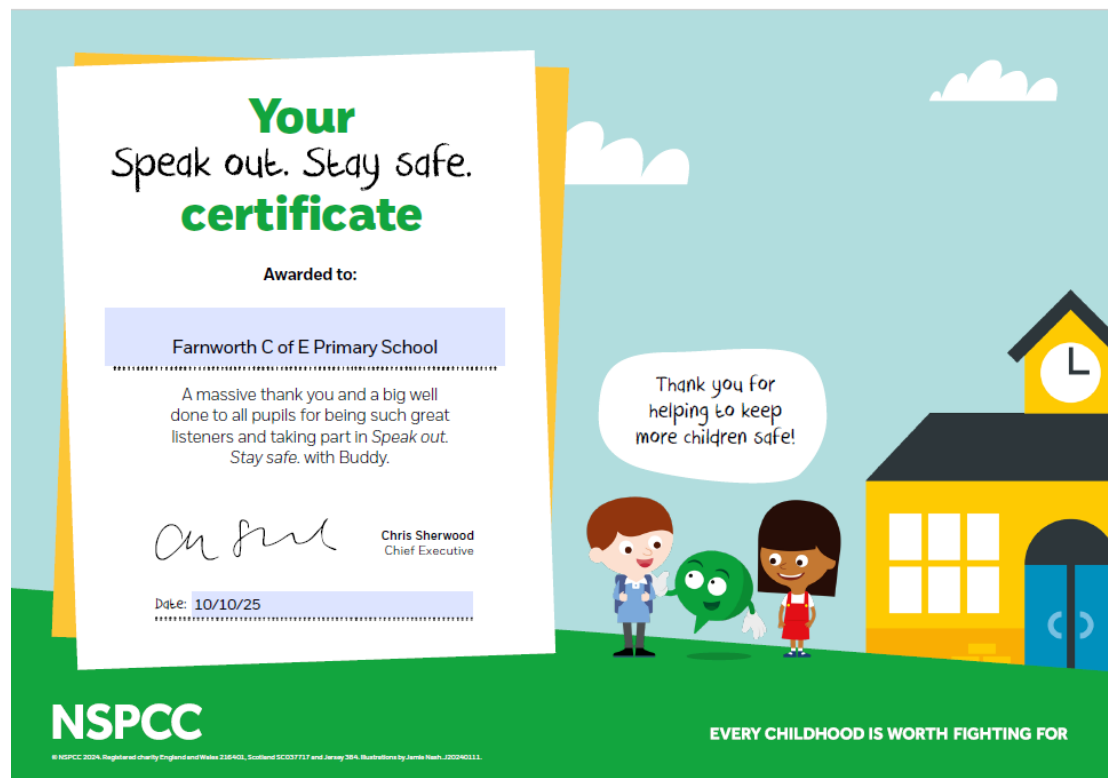 Your
Speak out. Stay safe.
certificate
Awarded to:
Farnworth C of E Primary School
A massive thank you and a big well
done to all pupils for being such great
listeners and taking part in Speak out.
Stay safe. with Buddy.
Chris Sherwood
Chief Executive
Date: 10/10/25
Thank you for
helping to keep
more children safe!
NSPCC
EVERY CHILDHOOD IS WORTH FIGHTING FOR
© NSPCC 2024. Registered charity England and Wales 216401, Scotland SC037717 and Jersey 384. Illustrations by Jamie Nash. J20240111.